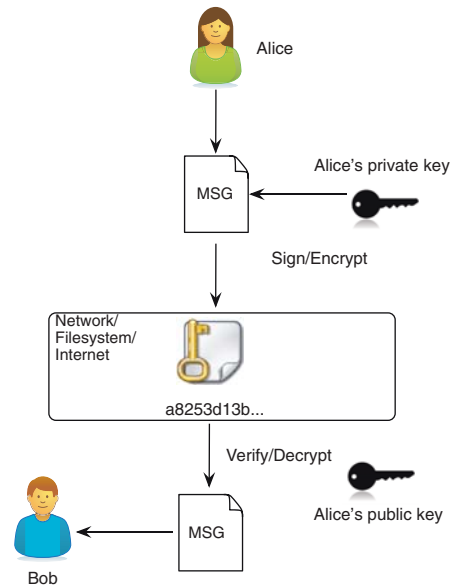 Alice
Alice's private key
MSG
Sign/Encrypt
Network/
Filesystem/
Internet
a8253d13b...
Verify/Decrypt
Alice's public key
MSG
Bob